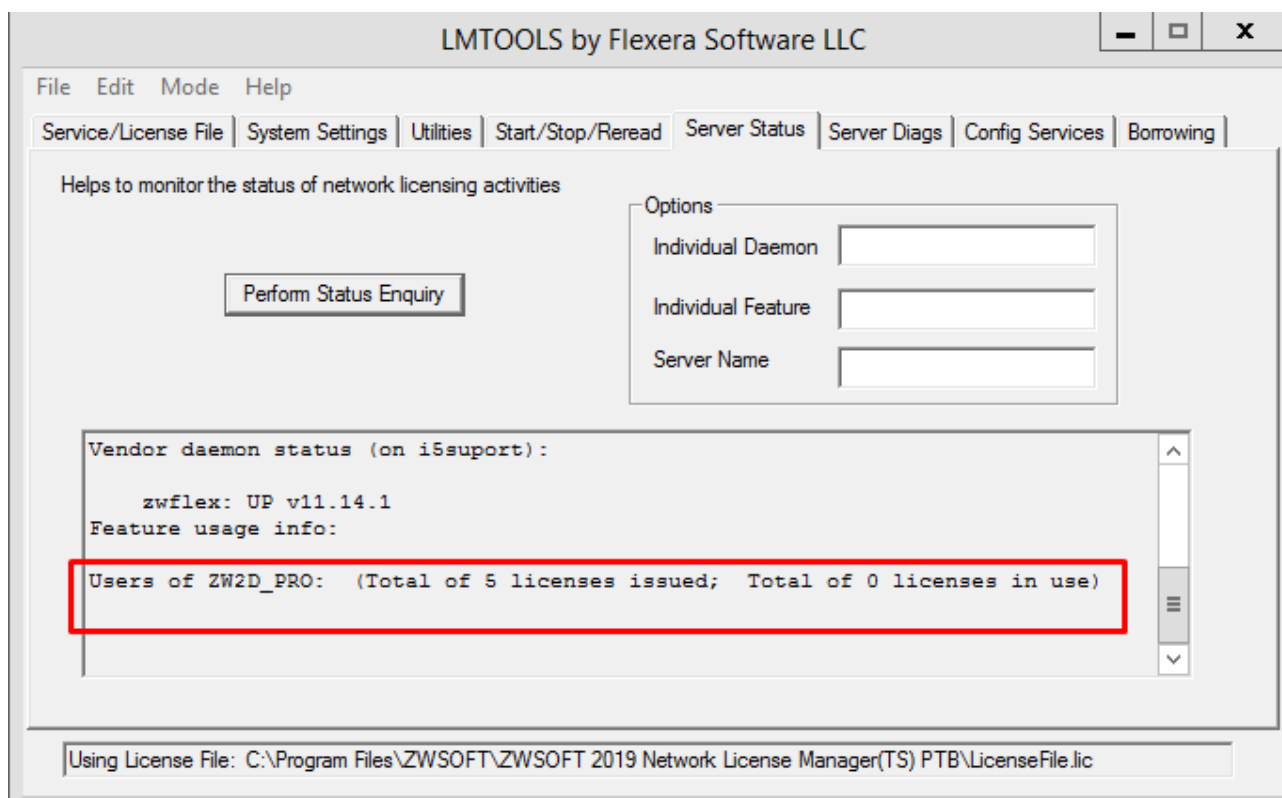 LMTOOLS by Flexera Software LLC
File Edit Mode Help
Service/License File System Settings Utilities Start/Stop/Reread Server Status Server Diags Config Services Borrowing
Helps to monitor the status of network licensing activities
Options
Individual Daemon
Perform Status Enquiry
Individual Feature
Server Name
Vendor daemon status (on i5suport):
zwflex: UP v11.14.1
Feature usage info:
Users of ZW2D_PRO: (Total of 5 licenses issued; Total of 0 licenses in use)
Using License File: C:\Program Files\ZWSOFT\ZWSOFT 2019 Network License Manager(TS) PTB\LicenseFile.lic